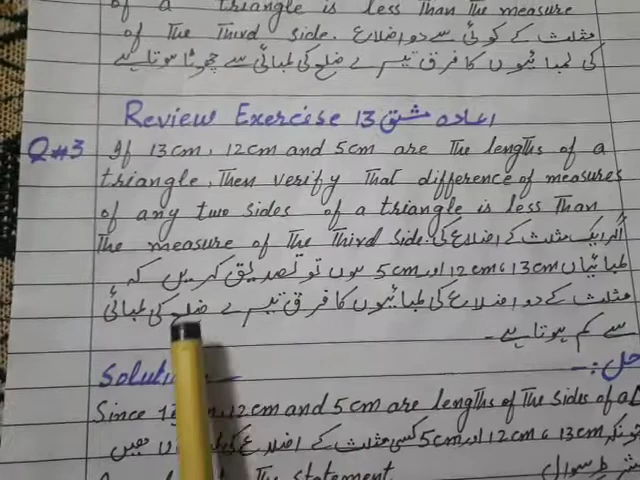 of a triangle is less Than The measure
of The Third side. مثلث کے کوئی سے دو اضلاع
کی لمبائیوں کا فرق تیسرے ضلع کی لمبائی سے چھوٹا ہوتا ہے
Review Exercise 13 اعادہ مشق
Q#3 If 13cm, 12cm and 5cm are The lengths of a
triangle, Then verify That difference of measures
of any two sides of a triangle is less Than
The measure of The Third side. اگر ایک مثلث کے اضلاع کی
لمبائیاں 13cm، 12cm اور 5cm ہوں تو تصدیق کریں کہ
مثلث کے دو اضلاع کی لمبائیوں کا فرق تیسرے ضلع کی لمبائی
سے کم ہوتا ہے۔
Solut حل:-
Since 12cm and 5cm are lengths of The sides of a
چونکہ 13cm، 12cm اور 5cm کسی مثلث کے اضلاع کی
The statement شرط سوال